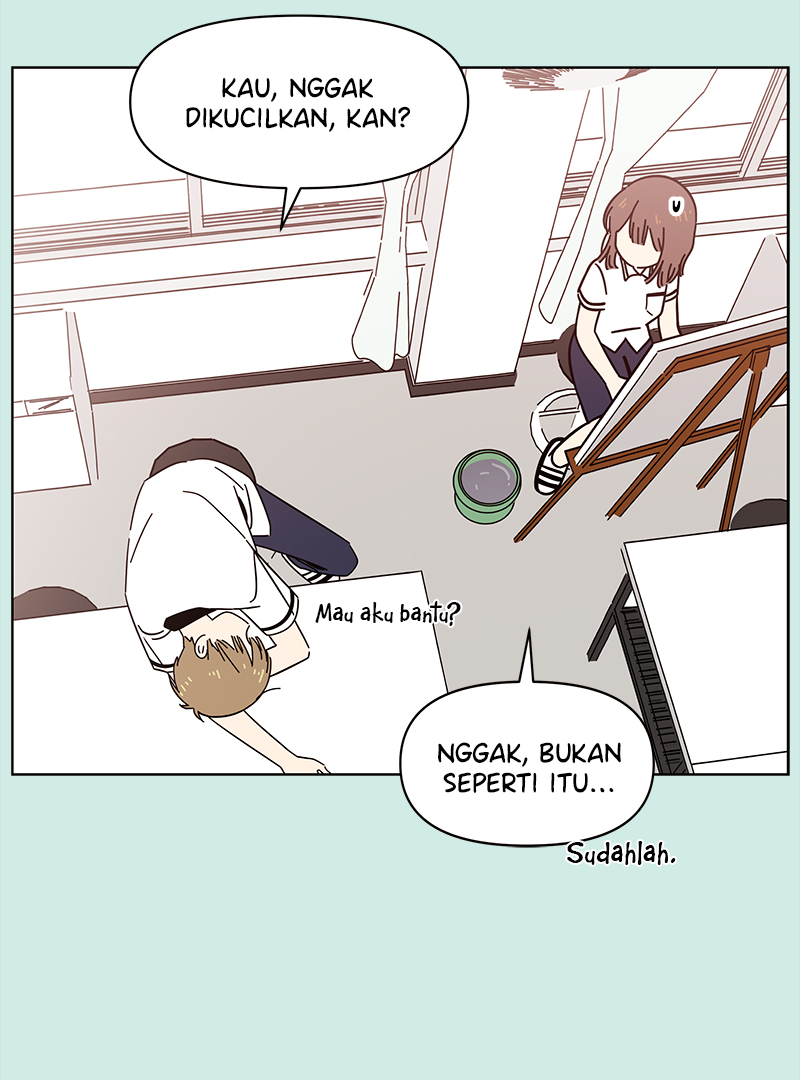 KAU, NGGAK
DIKUCILKAN, KAN?
Mau aku bantu?
NGGAK, BUKAN
SEPERTI ITU...
Sudahlah.